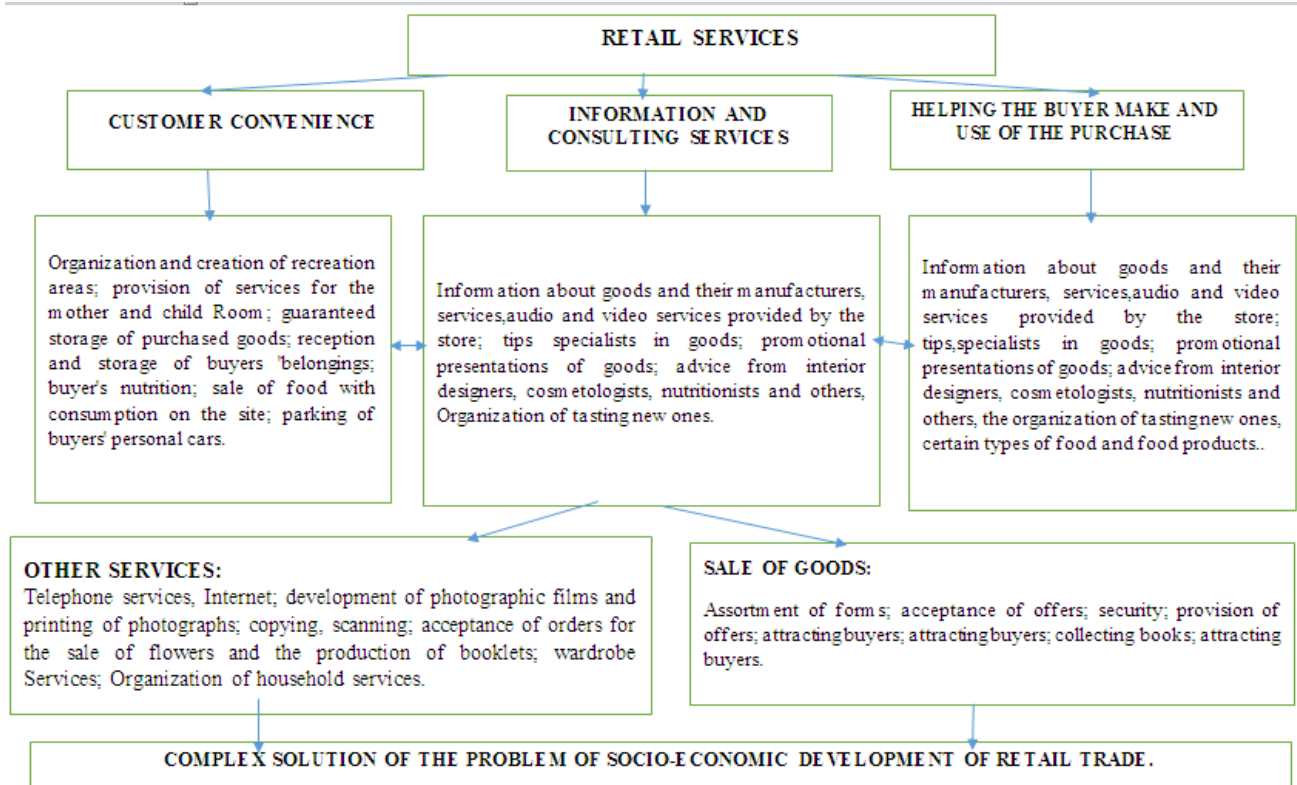 RETAIL SERVICES
CUSTOMER CONVENIENCE
INFORMATION AND
CONSULTING SERVICES
HELPING THE BUYER MAKE AND
USE OF THE PURCHASE
Organization and creation of recreation
areas; provision of services for the
mother and child Room; guaranteed
storage of purchased goods; reception
and storage of buyers 'belongings;
buyer's nutrition; sale of food with
consumption on the site; parking of
buyers' personal cars.
Information about goods and their manufacturers,
services,audio and video services provided by the
store; tips specialists in goods; promotional
presentations of goods; advice from interior
designers, cosmetologists, nutritionists and others,
Organization of tasting new ones.
Information about goods and their
manufacturers, services,audio and video
services provided by the store;
tips,specialists in goods; promotional
presentations of goods; advice from interior
designers, cosmetologists, nutritionists and
others, the organization of tasting new ones,
certain types of food and food products..
OTHER SERVICES:
Telephone services, Internet; development of photographic films and
printing of photographs; copying, scanning; acceptance of orders for
the sale of flowers and the production of booklets; wardrobe
Services; Organization of household services.
SALE OF GOODS:
Assortment of forms; acceptance of offers; security; provision of
offers; attracting buyers; attracting buyers; collecting books; attracting
buyers.
COMPLEX SOLUTION OF THE PROBLEM OF SOCIO-ECONOMIC DEVELOPMENT OF RETAIL TRADE.